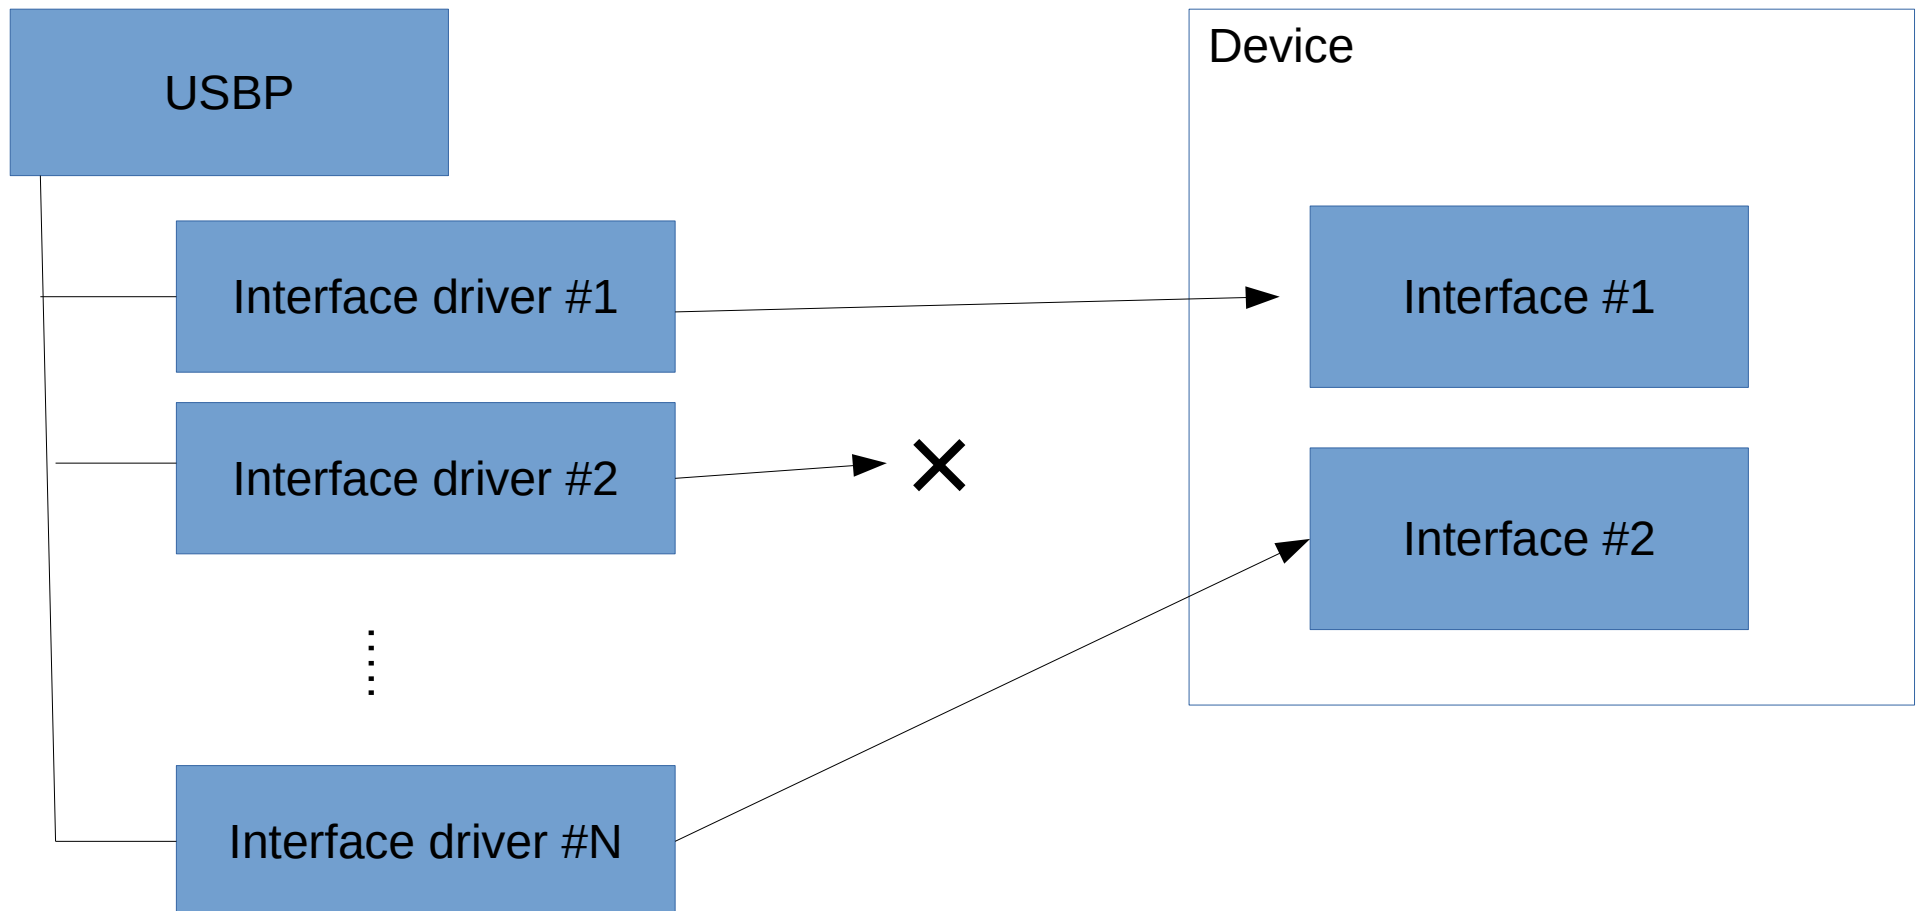 USBP
Device
Interface driver #1
Interface #1
Interface driver #2
Interface #2
Interface driver #N